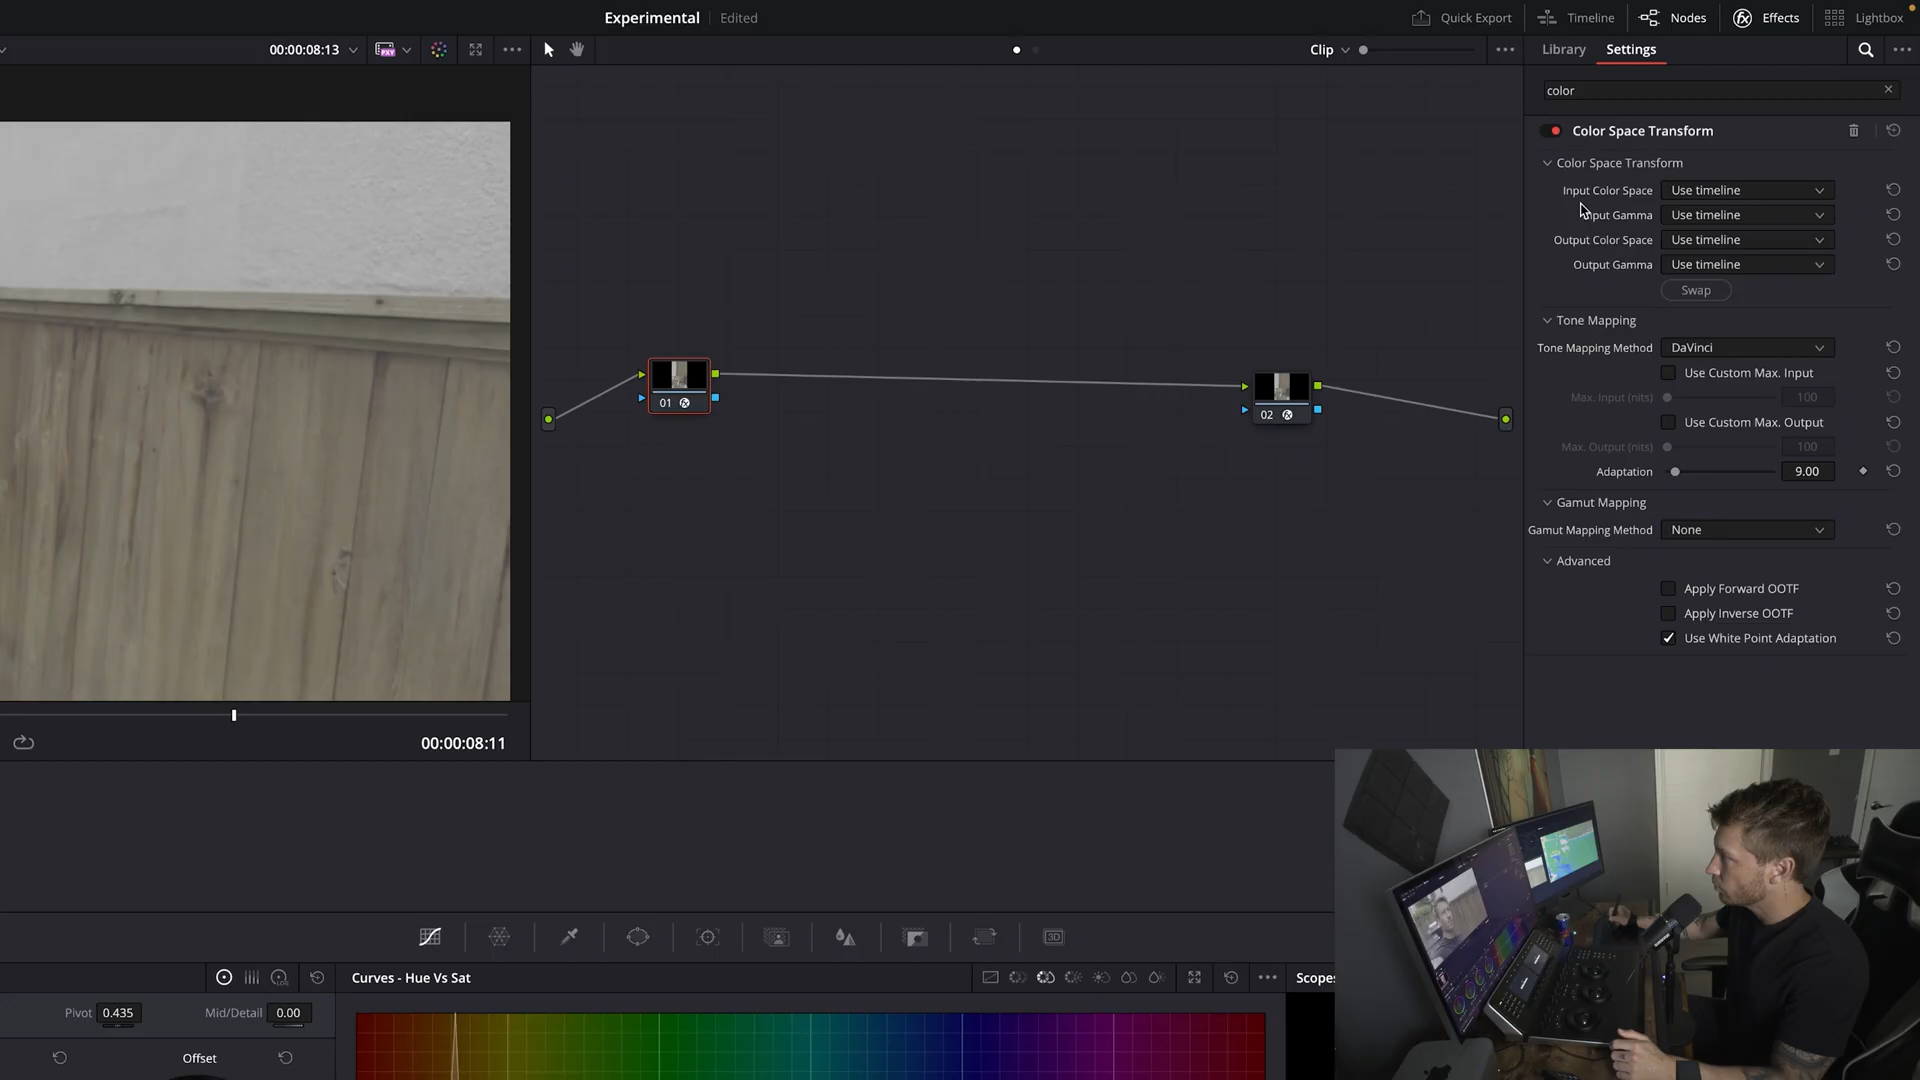 Experimental
Edited
Quick Export
Timeline
Nodes
Effects
Lightbox
00:00:08:13
Clip
Library
Settings
color
Color Space Transform
Color Space Transform
Input Color Space
Use timeline
Input Gamma
Use timeline
Output Color Space
Use timeline
Output Gamma
Use timeline
Swap
Tone Mapping
Tone Mapping Method
DaVinci
Use Custom Max. Input
Max. Input (nits)
100
Use Custom Max. Output
Max. Output (nits)
100
Adaptation
9.00
Gamut Mapping
Gamut Mapping Method
None
Advanced
Apply Forward OOTF
Apply Inverse OOTF
Use White Point Adaptation
01
02
00:00:08:11
3D
LOG
Curves - Hue Vs Sat
Scopes
Pivot
0.435
Mid/Detail
0.00
Offset